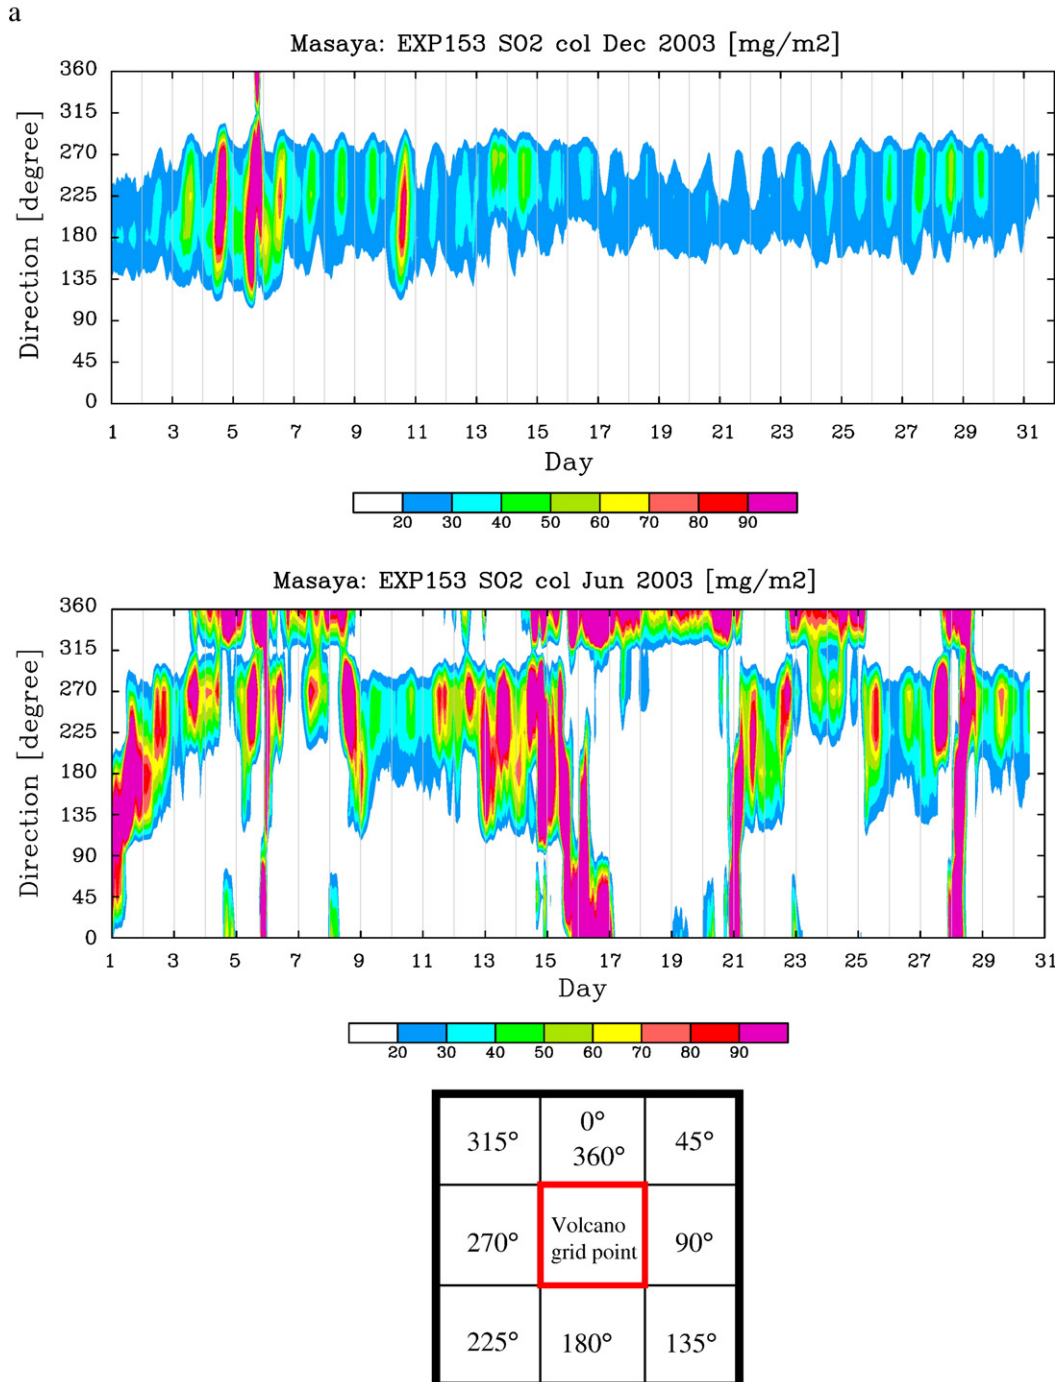 a
Masaya: EXP153 SO2 col Dec 2003 [mg/m2]
Direction [degree]
360
315
270
225
180
135
90
45
0
1 3 5 7 9 11 13 15 17 19 21 23 25 27 29 31
Day
20 30 40 50 60 70 80 90
Masaya: EXP153 SO2 col Jun 2003 [mg/m2]
Direction [degree]
360
315
270
225
180
135
90
45
0
1 3 5 7 9 11 13 15 17 19 21 23 25 27 29 31
Day
20 30 40 50 60 70 80 90
315° 0° 45°
360°
270° Volcano 90°
grid point
225° 180° 135°